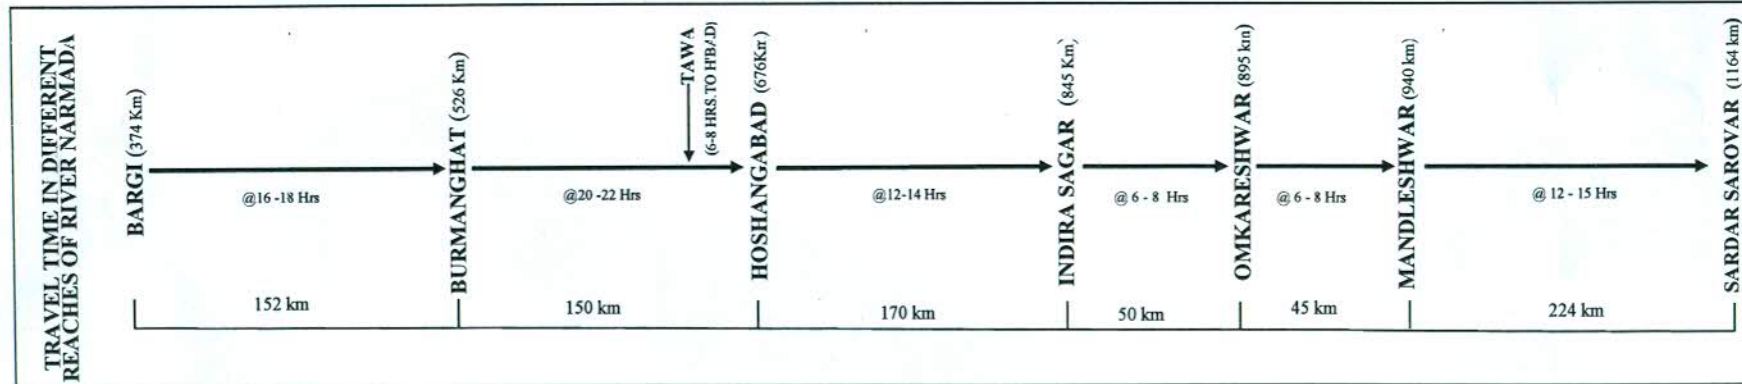 TRAVEL TIME IN DIFFERENT
REACHES OF RIVER NARMADA
BARGI (374 Km)
@16 -18 Hrs
BURMANGHAT (526 Km)
@20 -22 Hrs
TAWA
(6-8 HRS. TO H'BAD)
HOSHANGABAD (676Km)
@12-14 Hrs
INDIRA SAGAR (845 Km)
@ 6 - 8 Hrs
OMKARESHWAR (895 km)
@ 6 - 8 Hrs
MANDLESHWAR (940 km)
@ 12 - 15 Hrs
SARDAR SAROVAR (1164 km)
152 km
150 km
170 km
50 km
45 km
224 km